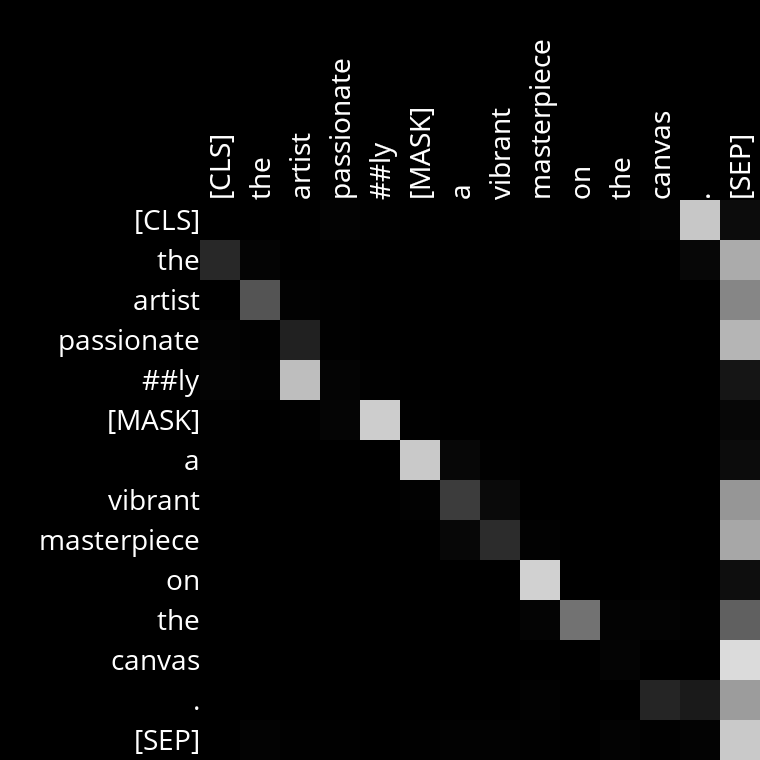 [CLS]
the
artist
passionate
##ly
[MASK]
a
vibrant
masterpiece
on
the
canvas
.
[SEP]
[CLS]
the
artist
passionate
##ly
[MASK]
a
vibrant
masterpiece
on
the
canvas
.
[SEP]